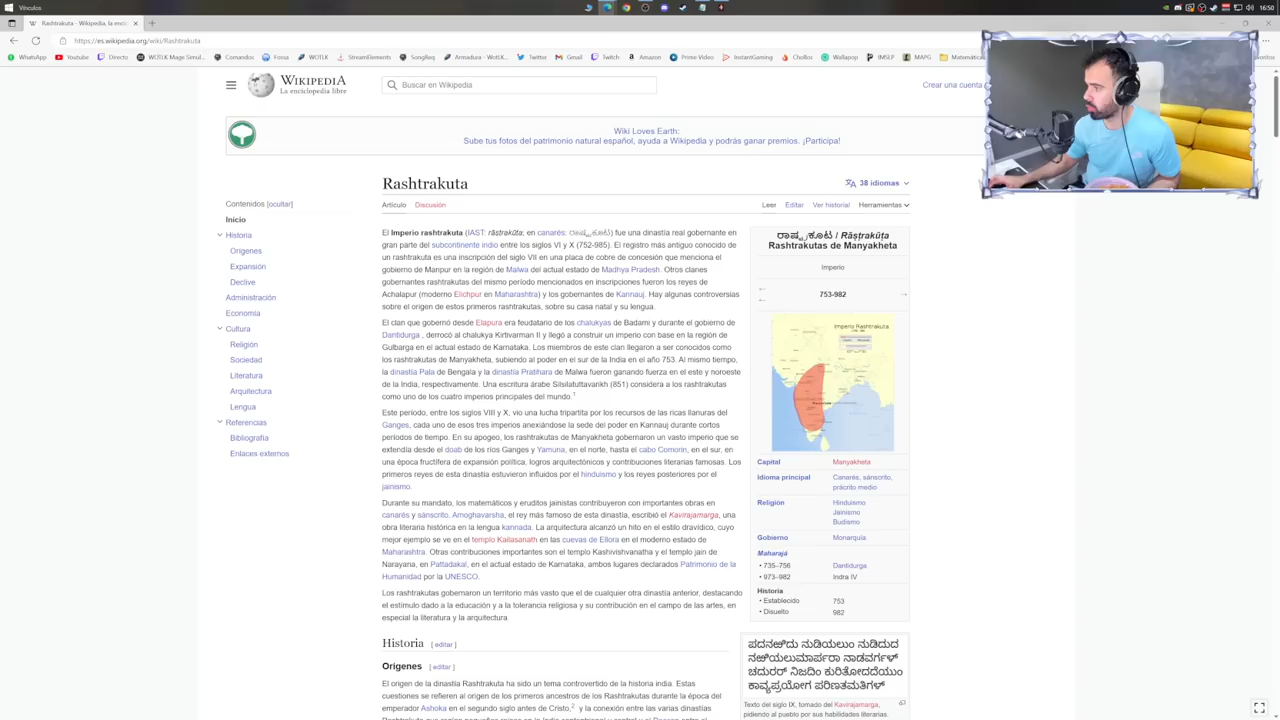 Rashtrakuta - Wikipedia, la enci
16:50
https://es.wikipedia.org/wiki/Rashtrakuta
WhatsApp
Youtube
Directo
WOTLK Mage Simul...
Comandos
Fossa
WOTLK
StreamElements
SongReq
Armadura - WotLK...
Twitter
Gmail
Twitch
Amazon
Prime Video
InstantGaming
Chollos
Wallapop
IMSLP
MAPG
Matemáticas
WIKIPEDIA
La enciclopedia libre
Buscar en Wikipedia
Crear una cuenta
Wiki Loves Earth:
Sube tus fotos del patrimonio natural español, ayuda a Wikipedia y podrás ganar premios. ¡Participa!
Rashtrakuta
38 idiomas
Contenidos [ocultar]
Inicio
Historia
Orígenes
Expansión
Declive
Administración
Economía
Cultura
Religión
Sociedad
Literatura
Arquitectura
Lengua
Referencias
Bibliografía
Enlaces externos
Artículo Discusión
Leer Editar Ver historial Herramientas
El Imperio rashtrakuta (IAST: rāṣṭrakūṭa; en canarés: ರಾಷ್ಟ್ರಕೂಟ) fue una dinastía real gobernante en
gran parte del subcontinente indio entre los siglos VI y X (752-985). El registro más antiguo conocido de
un rashtrakuta es una inscripción del siglo VII en una placa de cobre de concesión que menciona el
gobierno de Manpur en la región de Malwa del actual estado de Madhya Pradesh. Otros clanes
gobernantes rashtrakutas del mismo período mencionados en inscripciones fueron los reyes de
Achalapur (moderno Elichpur en Maharashtra) y los gobernantes de Kannauj. Hay algunas controversias
sobre el origen de estos primeros rashtrakutas, sobre su casa natal y su lengua.
El clan que gobernó desde Elapura era feudatario de los chalukyas de Badami y durante el gobierno de
Dantidurga , derrocó al chalukya Kirtivarman II y llegó a construir un imperio con base en la región de
Gulbarga en el actual estado de Karnataka. Los miembros de este clan llegaron a ser conocidos como
los rashtrakutas de Manyakheta, subiendo al poder en el sur de la India en el año 753. Al mismo tiempo,
la dinastía Pala de Bengala y la dinastía Pratihara de Malwa fueron ganando fuerza en el este y noroeste
de la India, respectivamente. Una escritura árabe Silsilatuttavarikh (851) considera a los rashtrakutas
como uno de los cuatro imperios principales del mundo.1
Este período, entre los siglos VIII y X, vio una lucha tripartita por los recursos de las ricas llanuras del
Ganges, cada uno de esos tres imperios anexiándose la sede del poder en Kannauj durante cortos
períodos de tiempo. En su apogeo, los rashtrakutas de Manyakheta gobernaron un vasto imperio que se
extendía desde el doab de los ríos Ganges y Yamuna, en el norte, hasta el cabo Comorin, en el sur, en
una época fructífera de expansión política, logros arquitectónicos y contribuciones literarias famosas. Los
primeros reyes de esta dinastía estuvieron influidos por el hinduismo y los reyes posteriores por el
jainismo.
Durante su mandato, los matemáticos y eruditos jainistas contribuyeron con importantes obras en
canarés y sánscrito. Amoghavarsha, el rey más famoso de esta dinastía, escribió el Kavirajamarga, una
obra literaria histórica en la lengua kannada. La arquitectura alcanzó un hito en el estilo dravídico, cuyo
mejor ejemplo se ve en el templo Kailasanath en las cuevas de Ellora en el moderno estado de
Maharashtra. Otras contribuciones importantes son el templo Kashivishvanatha y el templo jain de
Narayana, en Pattadakal, en el actual estado de Karnataka, ambos lugares declarados Patrimonio de la
Humanidad por la UNESCO.
Los rashtrakutas gobernaron un territorio más vasto que el de cualquier otra dinastía anterior, destacando
el estímulo dado a la educación y a la tolerancia religiosa y su contribución en el campo de las artes, en
especial la literatura y la arquitectura
Historia [ editar ]
Orígenes [ editar ]
El origen de la dinastía Rashtrakuta ha sido un tema controvertido de la historia india. Estas
cuestiones se refieren al origen de los primeros ancestros de los Rashtrakutas durante la época del
emperador Ashoka en el segundo siglo antes de Cristo,2 y la conexión entre las varias dinastías
ರಾಷ್ಟ್ರಕೂಟ / Rāṣṭrakūṭa
Rashtrakutas de Manyakheta
Imperio
← 753-982 →
←
Imperio Rashtrakuta
Capital Manyakheta
Idioma principal Canarés, sánscrito,
prácrito medio
Religión Hinduismo
Jainismo
Budismo
Gobierno Monarquía
Maharajá
• 735–756 Dantidurga
• 973–982 Indra IV
Historia
• Establecido 753
• Disuelto 982
ಪದನಱಿದು ನುಡಿಯಲುಂ ನುಡಿದುದ
ನಱಿಯಲುಮಾರ್ಪರಾ ನಾಡವರ್ಗಳ್
ಚದುರರ್ ನಿಜದಿಂ ಕುರಿತೋದದೆಯುಂ
ಕಾವ್ಯಪ್ರಯೋಗ ಪರಿಣತಮತಿಗಳ್
Texto del siglo IX, tomado del Kavirajamarga,
pidiendo al pueblo por sus habilidades literarias.